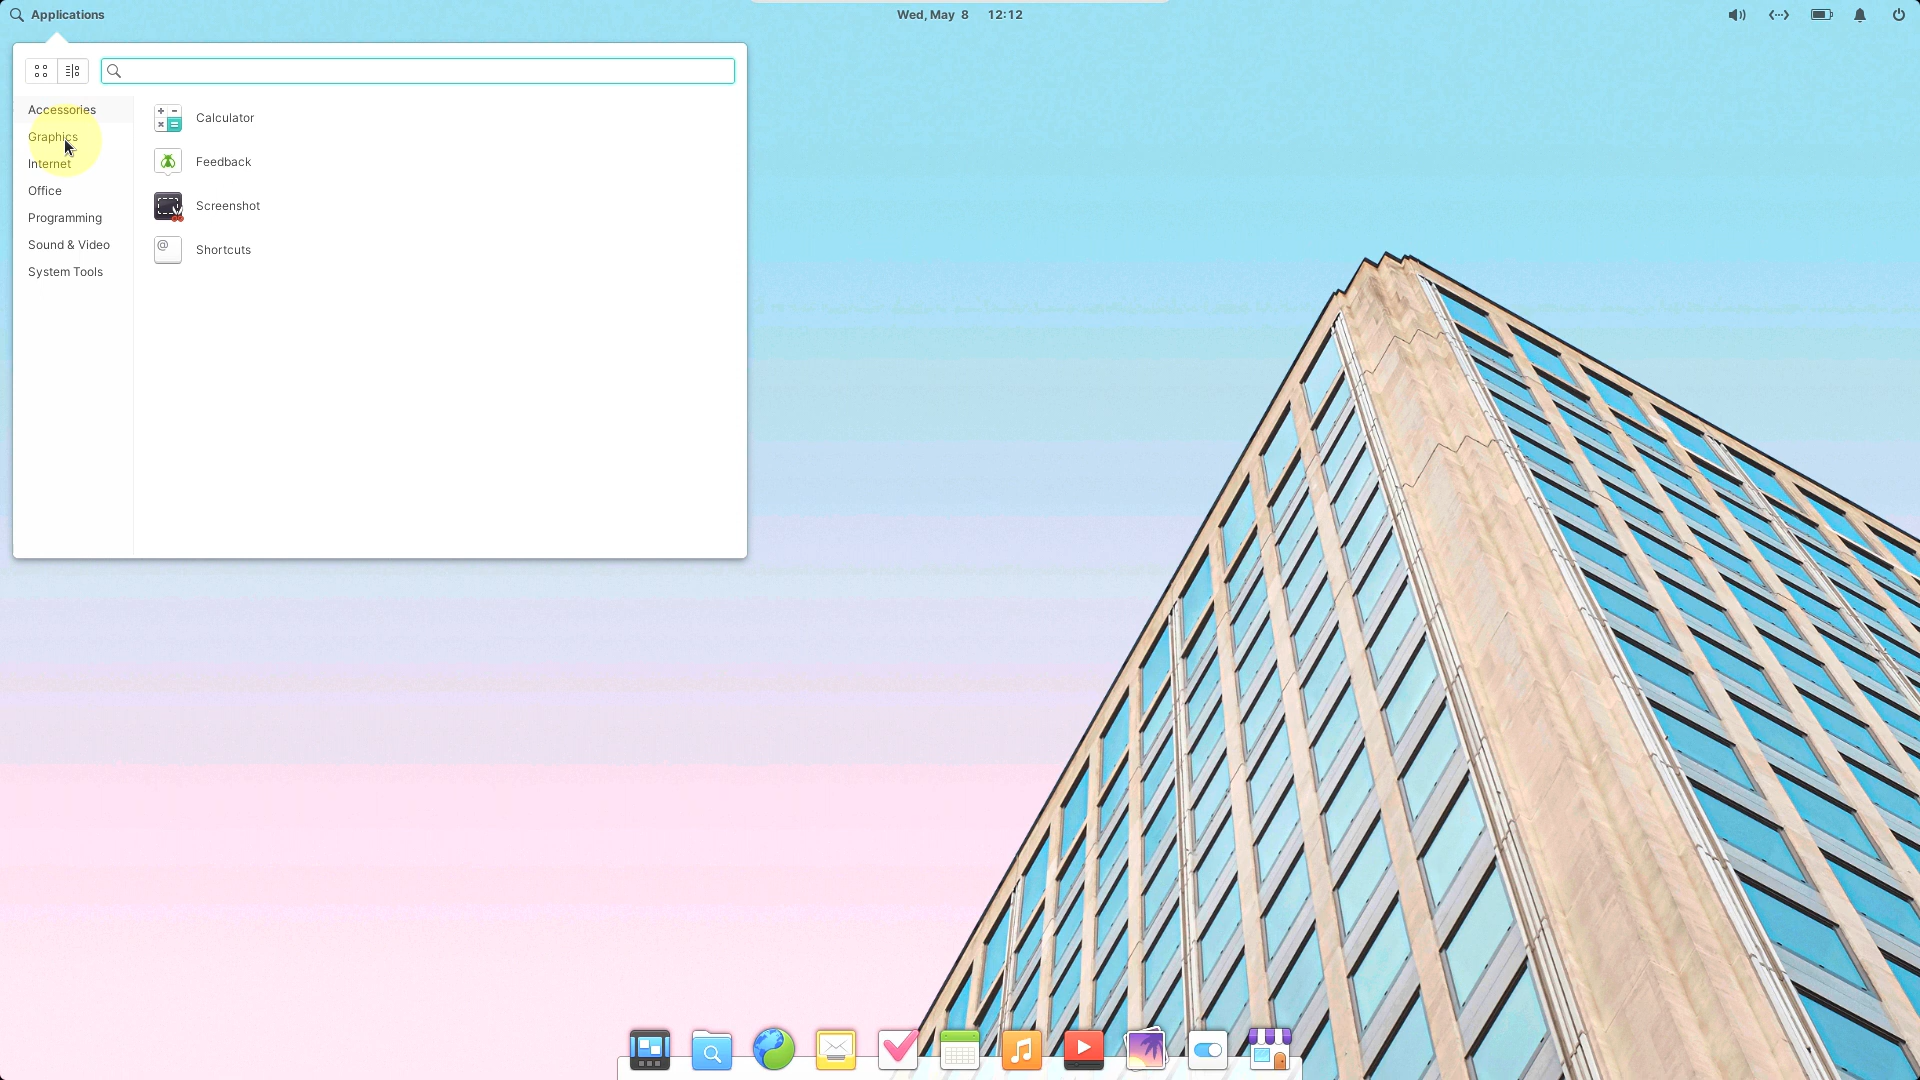 Applications
Wed, May 8 12:12
Accessories
Graphics
Internet
Office
Programming
Sound & Video
System Tools
Calculator
Feedback
Screenshot
Shortcuts